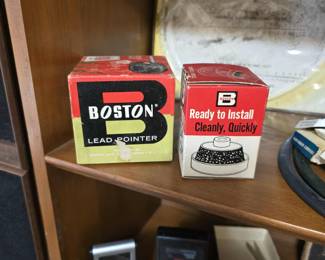 B
BOSTON
LEAD POINTER
B
Ready to Install
Cleanly, Quickly